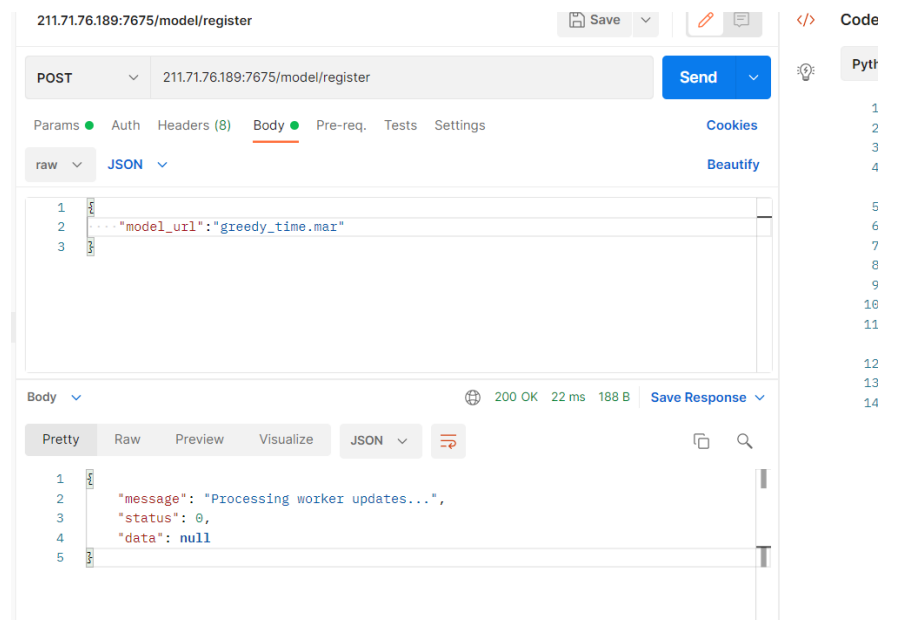 211.71.76.189:7675/model/register
Save
</> Code
POST 211.71.76.189:7675/model/register Send
Pyth
Params Auth Headers (8) Body Pre-req. Tests Settings Cookies
raw JSON Beautify
1 {
2 "model_url":"greedy_time.mar"
3 }
1
2
3
4
5
6
7
8
9
10
11
12
13
14
Body 200 OK 22 ms 188 B Save Response
Pretty Raw Preview Visualize JSON
1 {
2 "message": "Processing worker updates...",
3 "status": 0,
4 "data": null
5 }